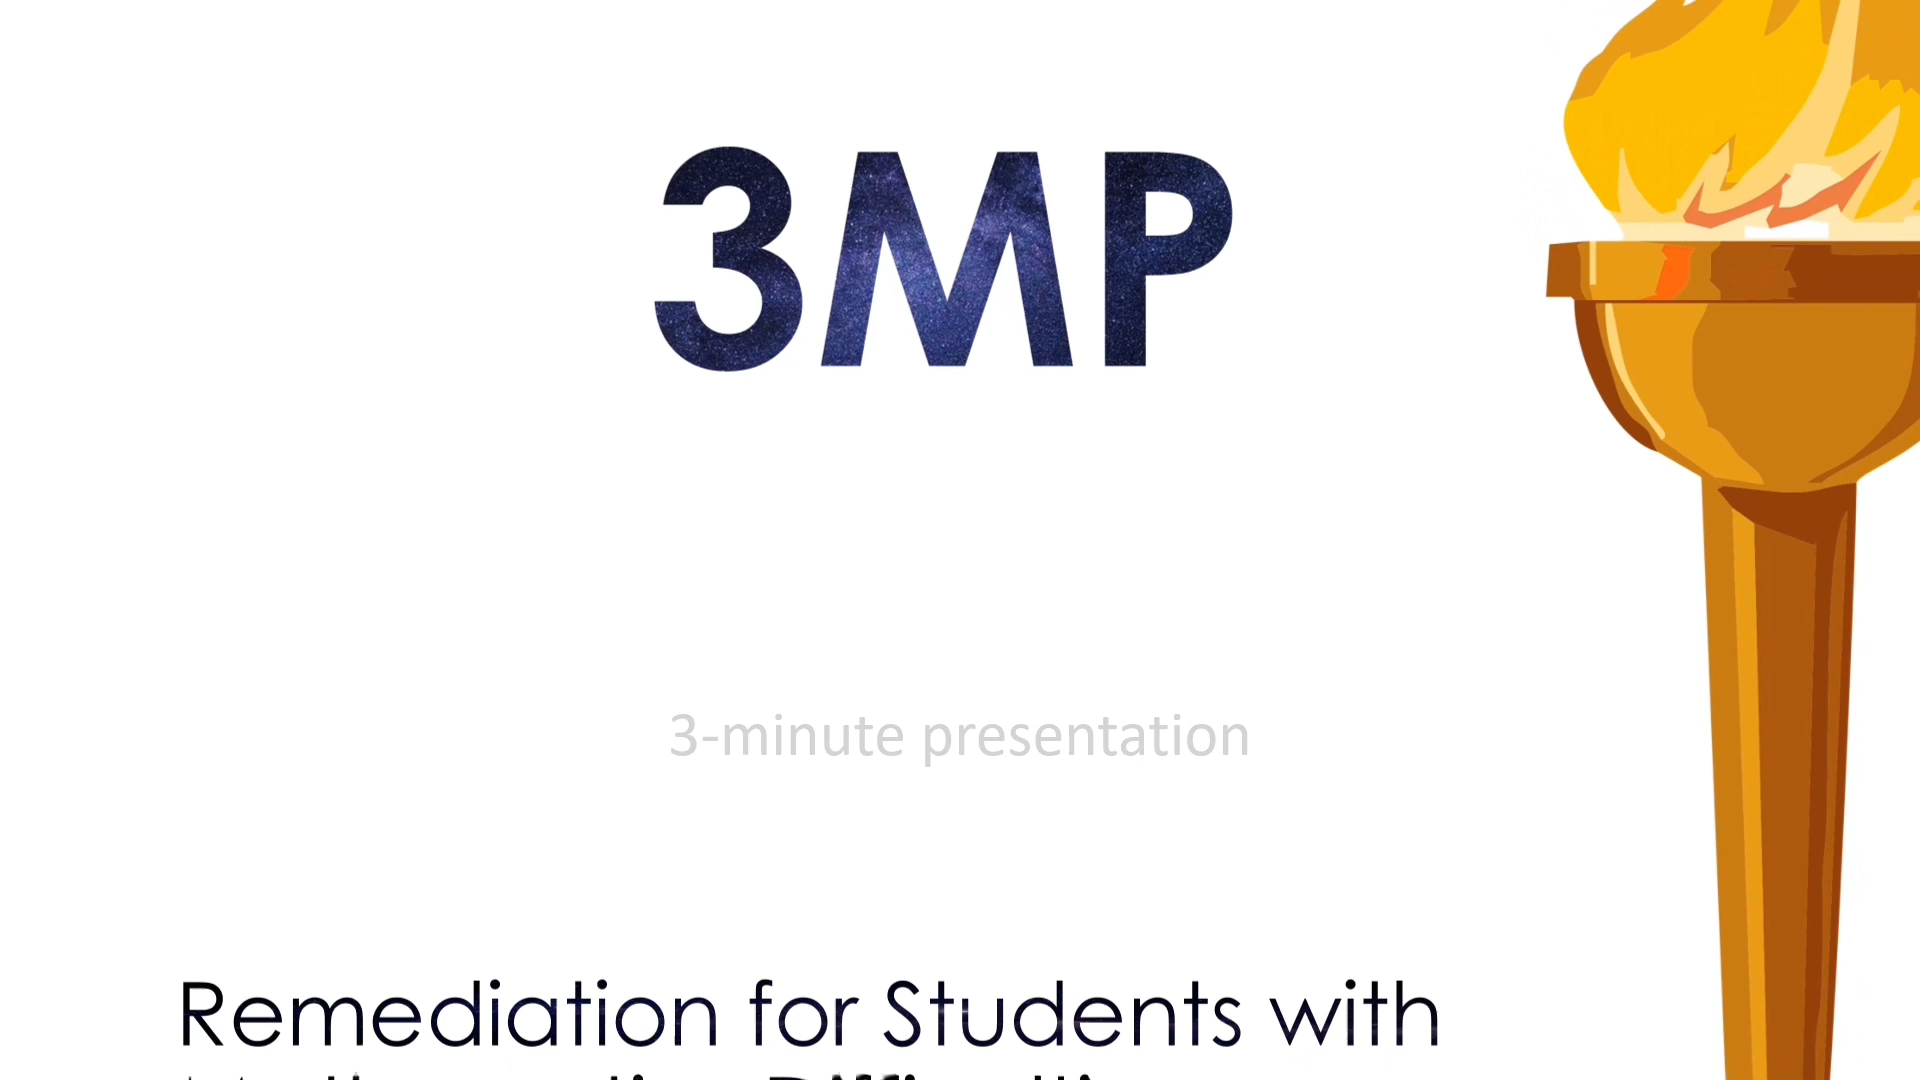 3MP
3-minute presentation
Remediation for Students with